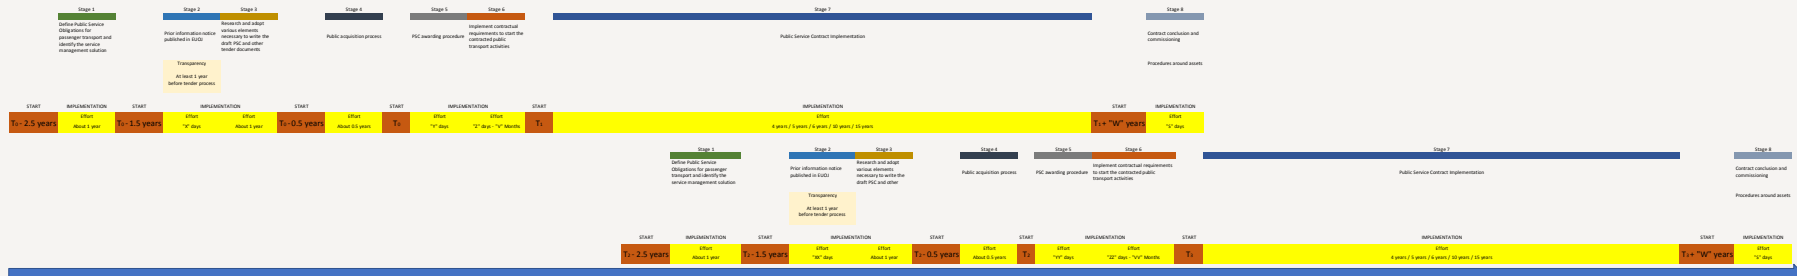 Stage 1
Stage 2
Stage 3
Stage 4
Stage 5
Stage 6
Stage 7
Stage 8
Define Public Service
Obligations for
passenger transport and
identify the service
management solution
Prior information notice
published in EUOJ
Research and adopt
various elements
necessary to write the
draft PSC and other
tender documents
Public acquisition process
PSC awarding procedure
Implement contractual
requirements to start the
contracted public
transport activities
Public Service Contract Implementation
Contract conclusion and
commissioning
Procedures around assets
Transparency
At least 1 year
before tender process
START
IMPLEMENTATION
START
IMPLEMENTATION
START
IMPLEMENTATION
START
IMPLEMENTATION
START
IMPLEMENTATION
START
IMPLEMENTATION
T₀ - 2.5 years
Effort
About 1 year
T₀ - 1.5 years
Effort
"X" days
Effort
About 1 year
T₀ - 0.5 years
Effort
About 0.5 years
T₀
Effort
"Y" days
Effort
"Z" days - "V" Months
T₁
Effort
4 years / 5 years / 6 years / 10 years / 15 years
T₁ + "W" years
Effort
"S" days
Stage 1
Stage 2
Stage 3
Stage 4
Stage 5
Stage 6
Stage 7
Stage 8
Define Public Service
Obligations for passenger
transport and identify the
service management solution
Prior information notice
published in EUOJ
Research and adopt
various elements
necessary to write the
draft PSC and other
Public acquisition process
PSC awarding procedure
Implement contractual requirements
to start the contracted public
transport activities
Public Service Contract Implementation
Contract conclusion and
commissioning
Procedures around assets
Transparency
At least 1 year
before tender process
START
IMPLEMENTATION
START
IMPLEMENTATION
START
IMPLEMENTATION
START
IMPLEMENTATION
START
IMPLEMENTATION
START
IMPLEMENTATION
T₂ - 2.5 years
Effort
About 1 year
T₂ - 1.5 years
Effort
"XX" days
Effort
About 1 year
T₂ - 0.5 years
Effort
About 0.5 years
T₂
Effort
"YY" days
Effort
"ZZ" days - "VV" Months
T₃
Effort
4 years / 5 years / 6 years / 10 years / 15 years
T₃ + "W" years
Effort
"S" days